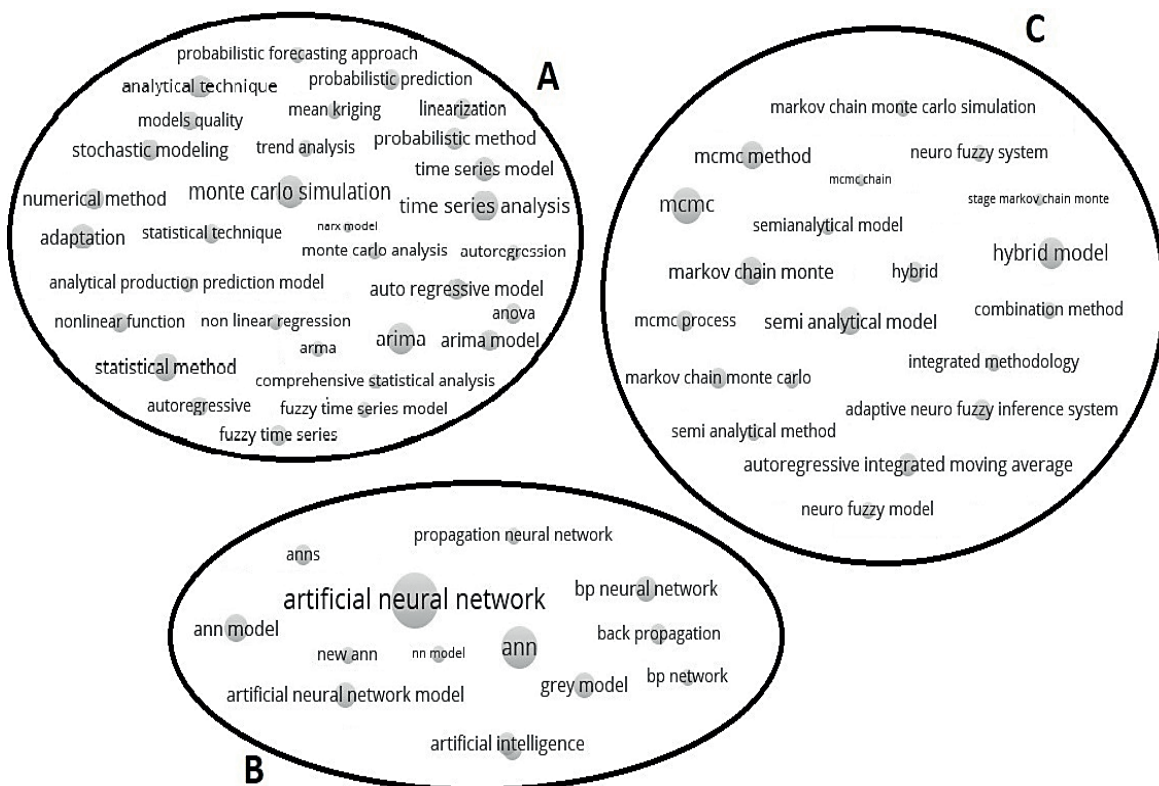 A
probabilistic forecasting approach
analytical technique
probabilistic prediction
models quality
mean kriging
linearization
stochastic modeling
trend analysis
probabilistic method
time series model
numerical method
monte carlo simulation
time series analysis
adaptation
statistical technique
narx model
monte carlo analysis
autoregression
analytical production prediction model
auto regressive model
nonlinear function
non linear regression
anova
arma
arima
arima model
statistical method
comprehensive statistical analysis
autoregressive
fuzzy time series model
fuzzy time series
C
markov chain monte carlo simulation
mcmc method
neuro fuzzy system
mcmc chain
mcmc
stage markov chain monte
semianalytical model
hybrid model
markov chain monte
hybrid
combination method
mcmc process
semi analytical model
integrated methodology
markov chain monte carlo
adaptive neuro fuzzy inference system
semi analytical method
autoregressive integrated moving average
neuro fuzzy model
propagation neural network
anns
artificial neural network
bp neural network
ann model
back propagation
new ann
nn model
ann
bp network
artificial neural network model
grey model
artificial intelligence
B